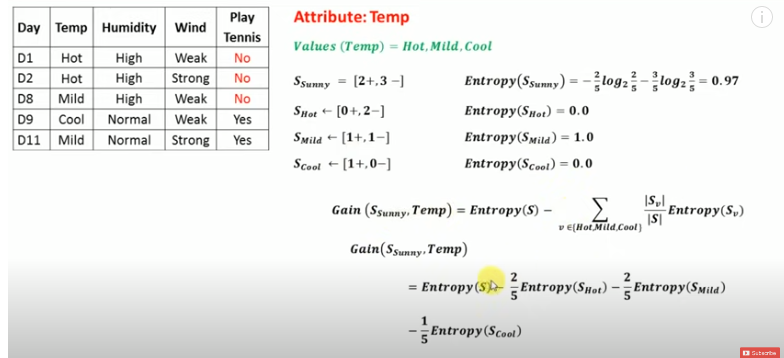 Day Temp Humidity Wind Play Tennis
D1 Hot High Weak No
D2 Hot High Strong No
D8 Mild High Weak No
D9 Cool Normal Weak Yes
D11 Mild Normal Strong Yes
Attribute: Temp
Values (Temp) = Hot, Mild, Cool
S_Sunny = [2+, 3 −] Entropy(S_Sunny) = −2/5 log₂ 2/5 − 3/5 log₂ 3/5 = 0.97
S_Hot ← [0+, 2−] Entropy(S_Hot) = 0.0
S_Mild ← [1+, 1−] Entropy(S_Mild) = 1.0
S_Cool ← [1+, 0−] Entropy(S_Cool) = 0.0
Gain (S_Sunny, Temp) = Entropy(S) − ∑ v∈{Hot,Mild,Cool} |S_v|/|S| Entropy(S_v)
Gain(S_Sunny, Temp)
= Entropy(S) − 2/5 Entropy(S_Hot) − 2/5 Entropy(S_Mild)
− 1/5 Entropy(S_Cool)
Subscribe